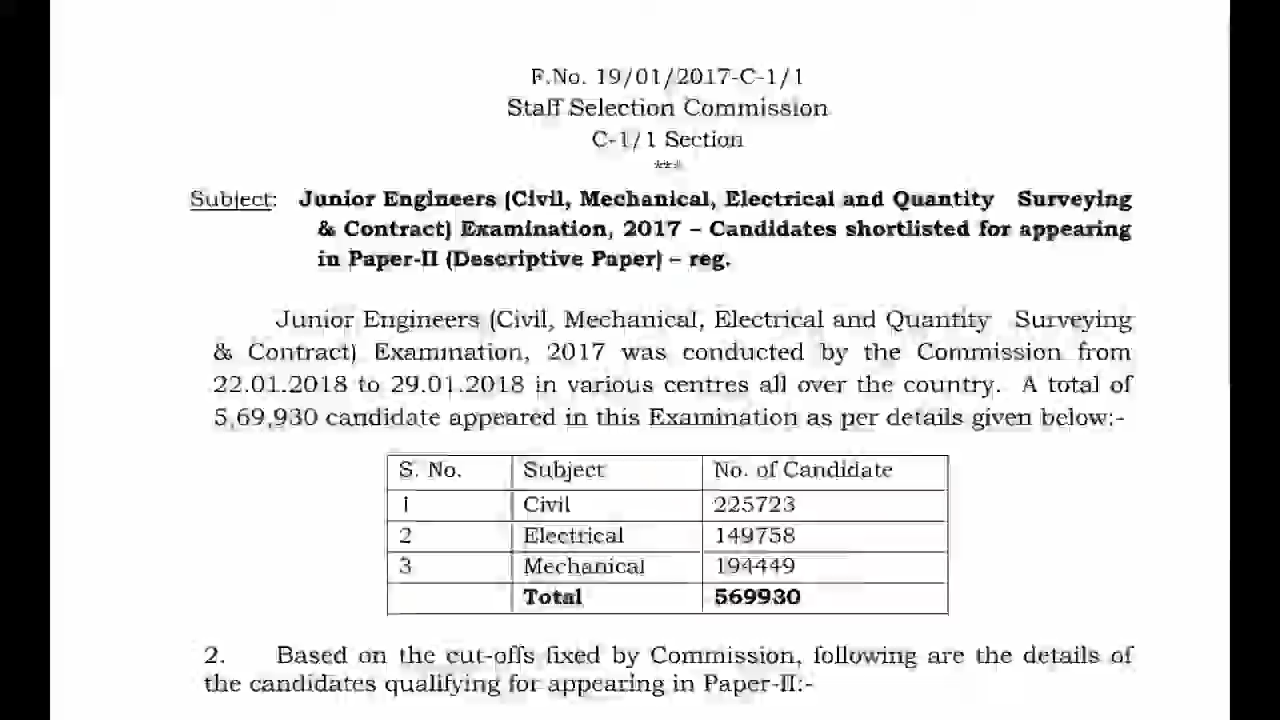 F.No. 19/01/2017-C-1/1
Staff Selection Commission
C-1/1 Section
***
Subject: Junior Engineers (Civil, Mechanical, Electrical and Quantity Surveying
& Contract) Examination, 2017 – Candidates shortlisted for appearing
in Paper-II (Descriptive Paper) – reg.
Junior Engineers (Civil, Mechanical, Electrical and Quantity Surveying
& Contract) Examination, 2017 was conducted by the Commission from
22.01.2018 to 29.01.2018 in various centres all over the country. A total of
5,69,930 candidate appeared in this Examination as per details given below:-
S. No. Subject No. of Candidate
1 Civil 225723
2 Electrical 149758
3 Mechanical 194449
Total 569930
2. Based on the cut-offs fixed by Commission, following are the details of
the candidates qualifying for appearing in Paper-II:-